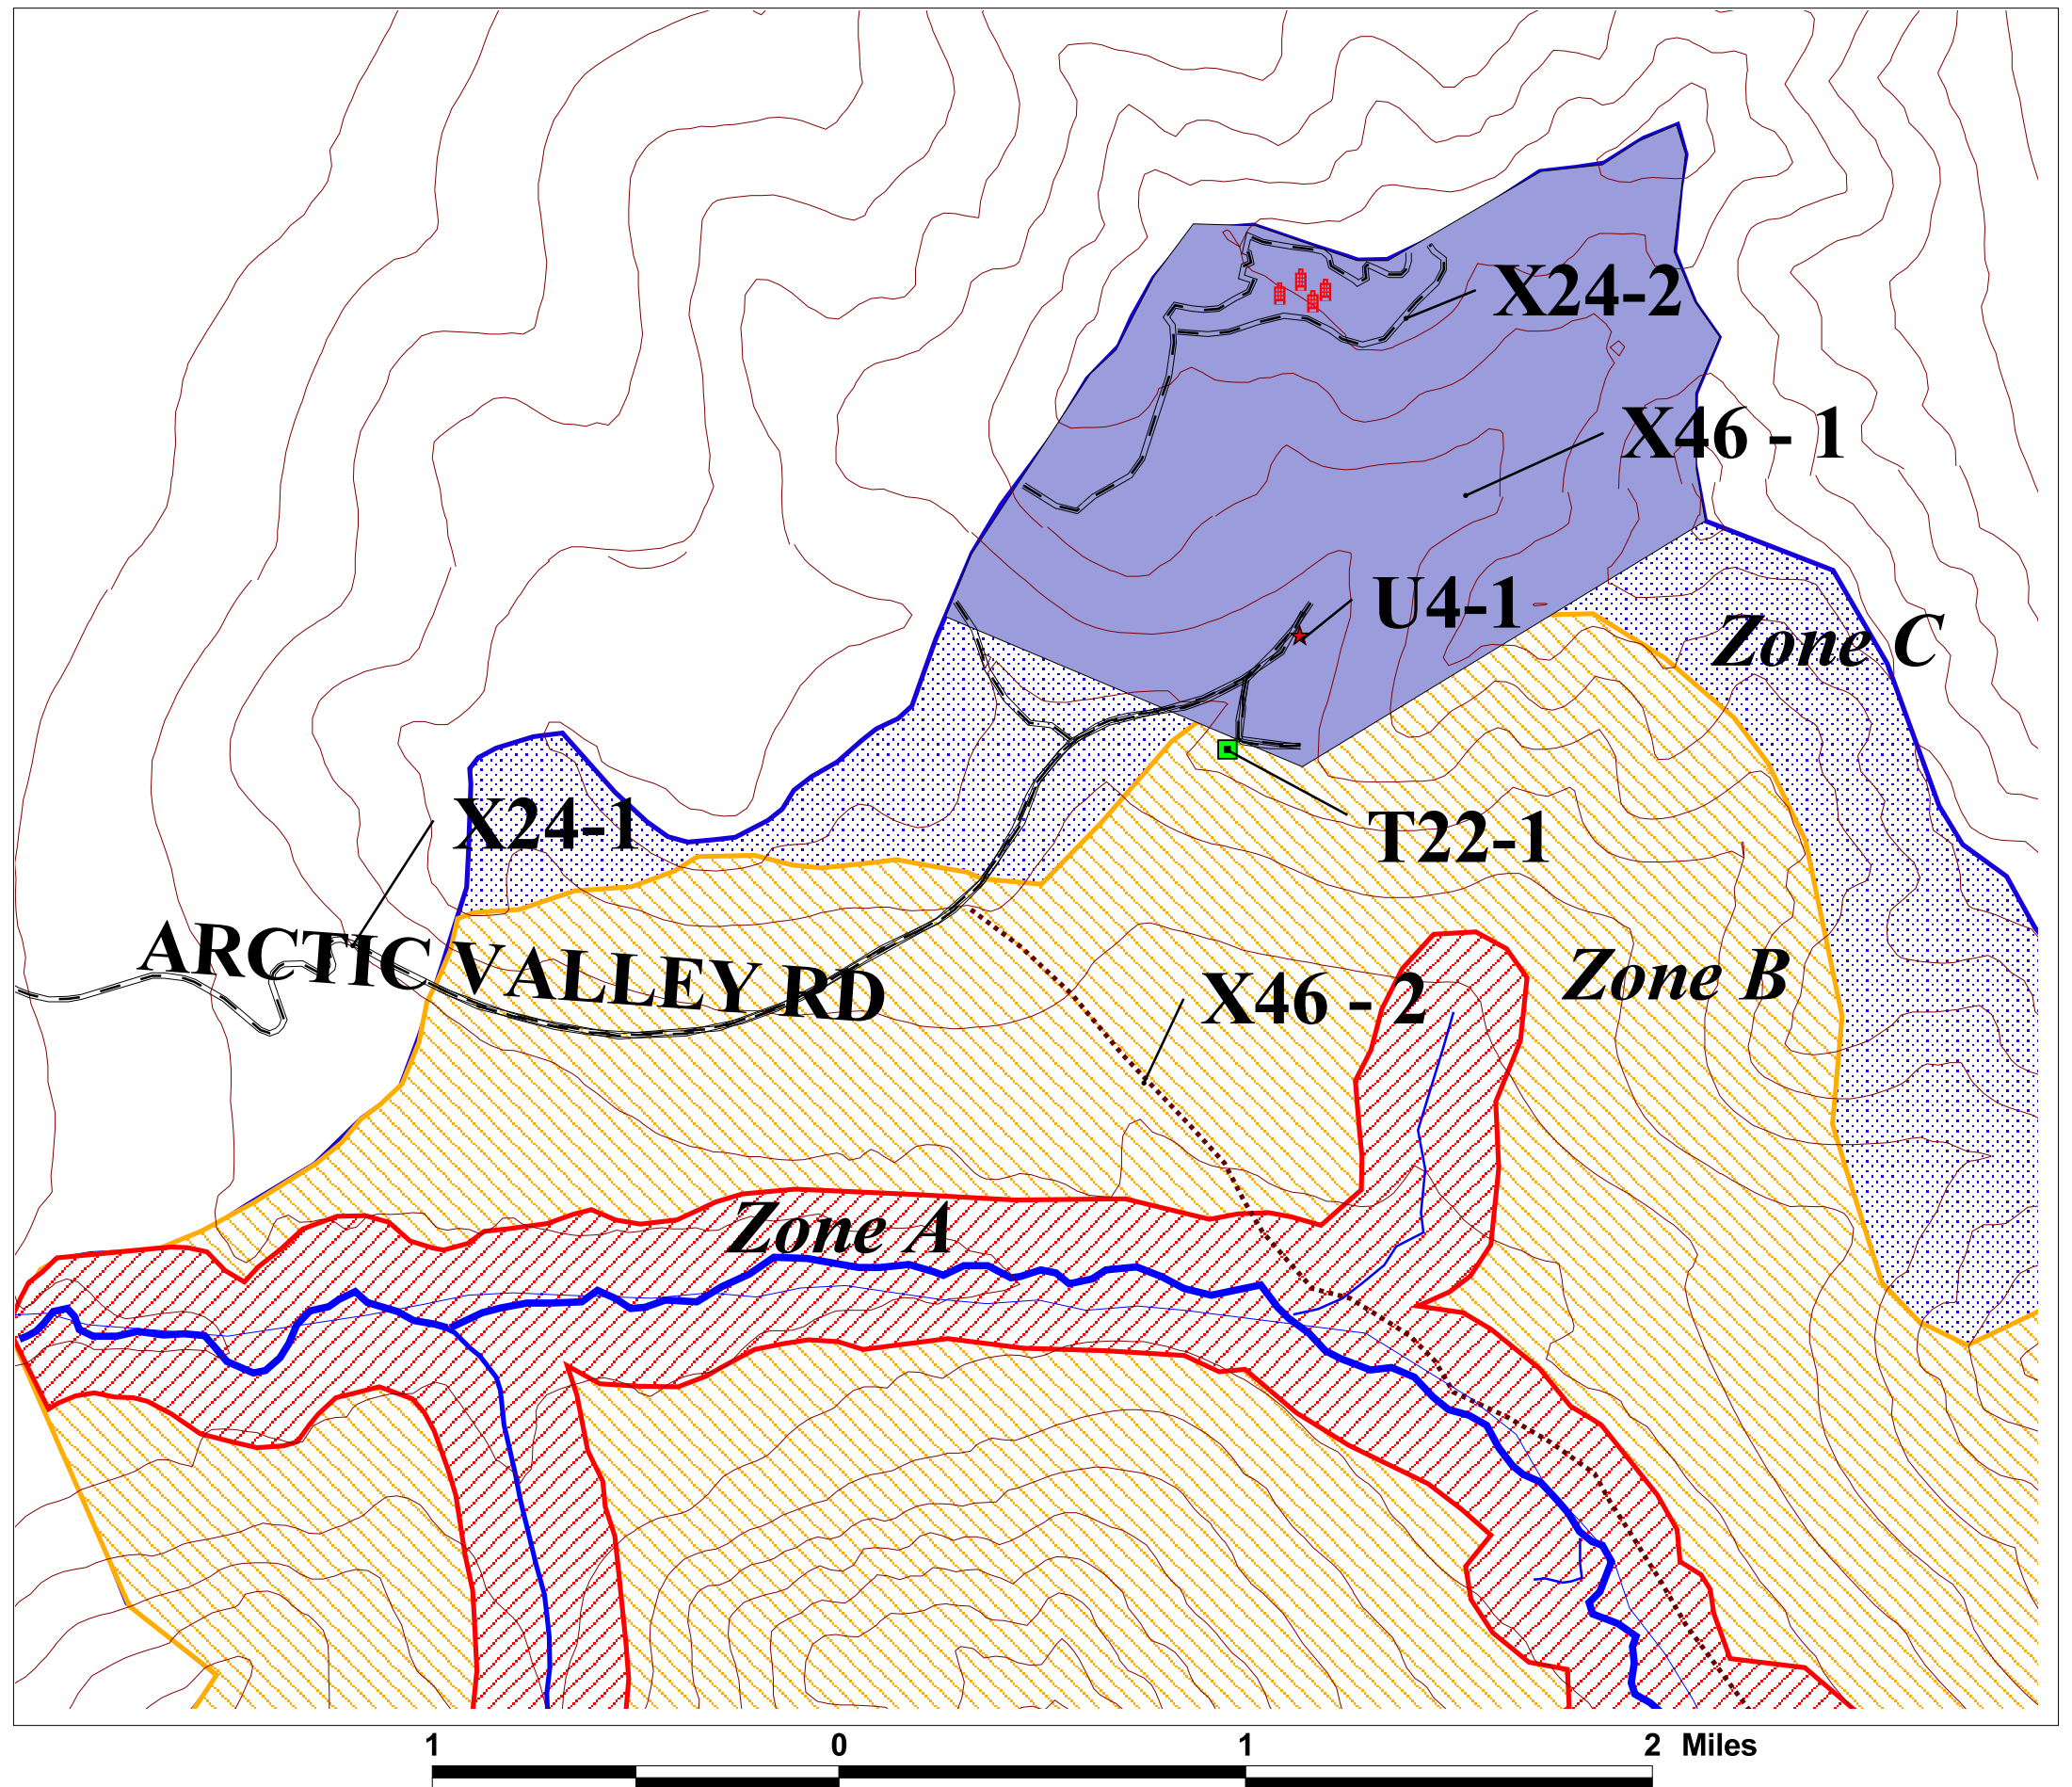 X24-2
X46 - 1
U4-1
Zone C
X24-1
T22-1
ARCTIC VALLEY RD
Zone B
X46 - 2
Zone A
1 0 1 2 Miles